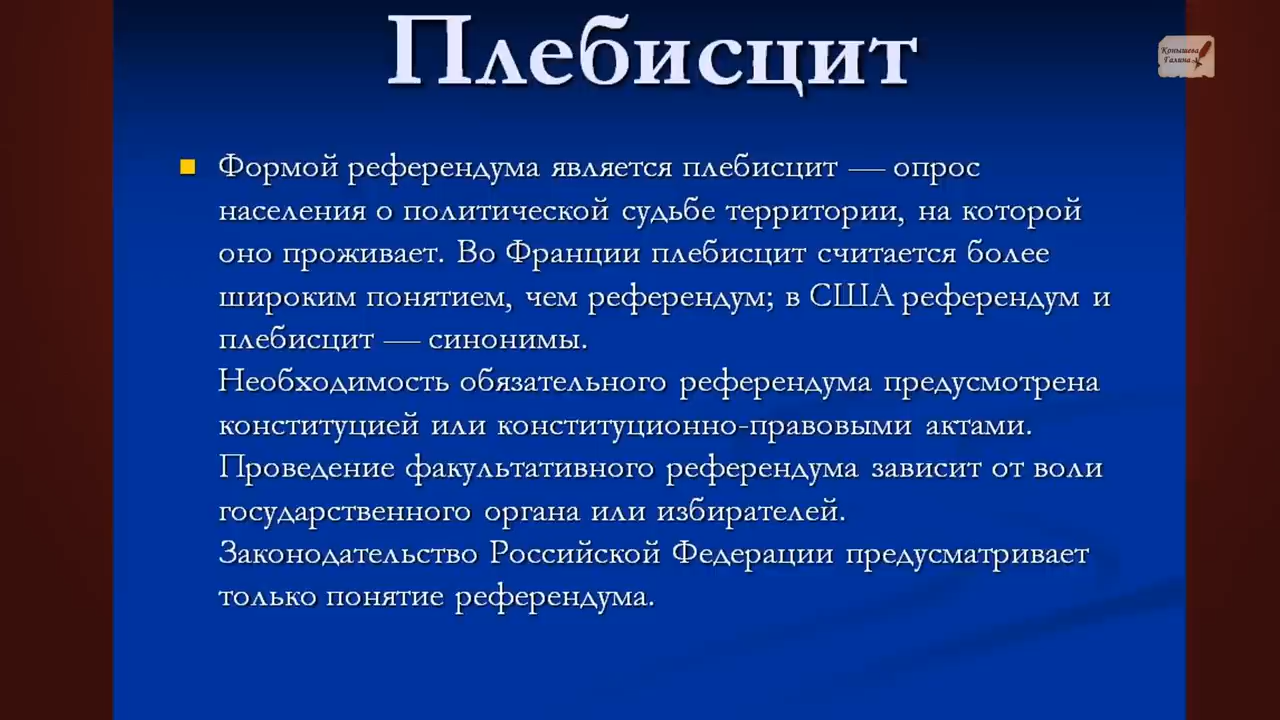 Плебисцит
Копышева
Галина
Формой референдума является плебисцит — опрос
населения о политической судьбе территории, на которой
оно проживает. Во Франции плебисцит считается более
широким понятием, чем референдум; в США референдум и
плебисцит — синонимы.
Необходимость обязательного референдума предусмотрена
конституцией или конституционно-правовыми актами.
Проведение факультативного референдума зависит от воли
государственного органа или избирателей.
Законодательство Российской Федерации предусматривает
только понятие референдума.